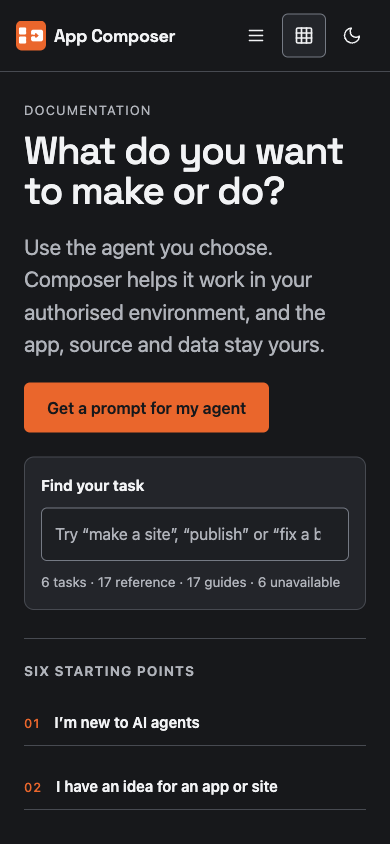 App Composer
DOCUMENTATION
What do you want
to make or do?
Use the agent you choose.
Composer helps it work in your
authorised environment, and the
app, source and data stay yours.
Get a prompt for my agent
Find your task
Try “make a site”, “publish” or “fix a b
6 tasks · 17 reference · 17 guides · 6 unavailable
SIX STARTING POINTS
01 I’m new to AI agents
02 I have an idea for an app or site